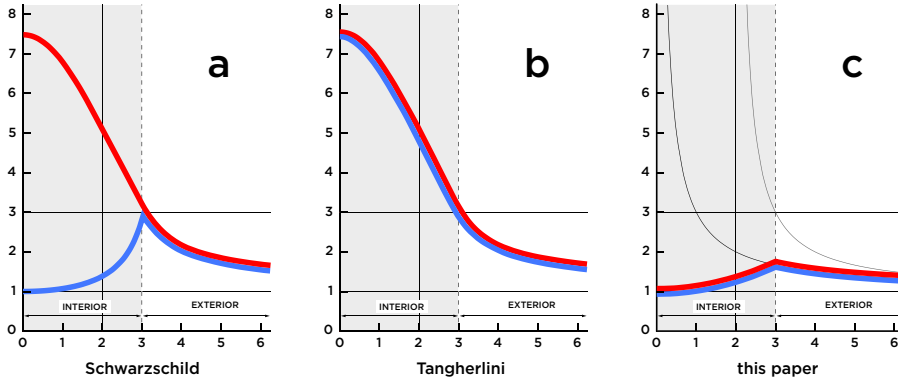 8 8 8
7 a 7 b 7 c
6 6 6
5 5 5
4 4 4
3 3 3
2 2 2
1 1 1
INTERIOR EXTERIOR INTERIOR EXTERIOR INTERIOR EXTERIOR
0 0 0
0 1 2 3 4 5 6 0 1 2 3 4 5 6 0 1 2 3 4 5 6
Schwarzschild Tangherlini this paper